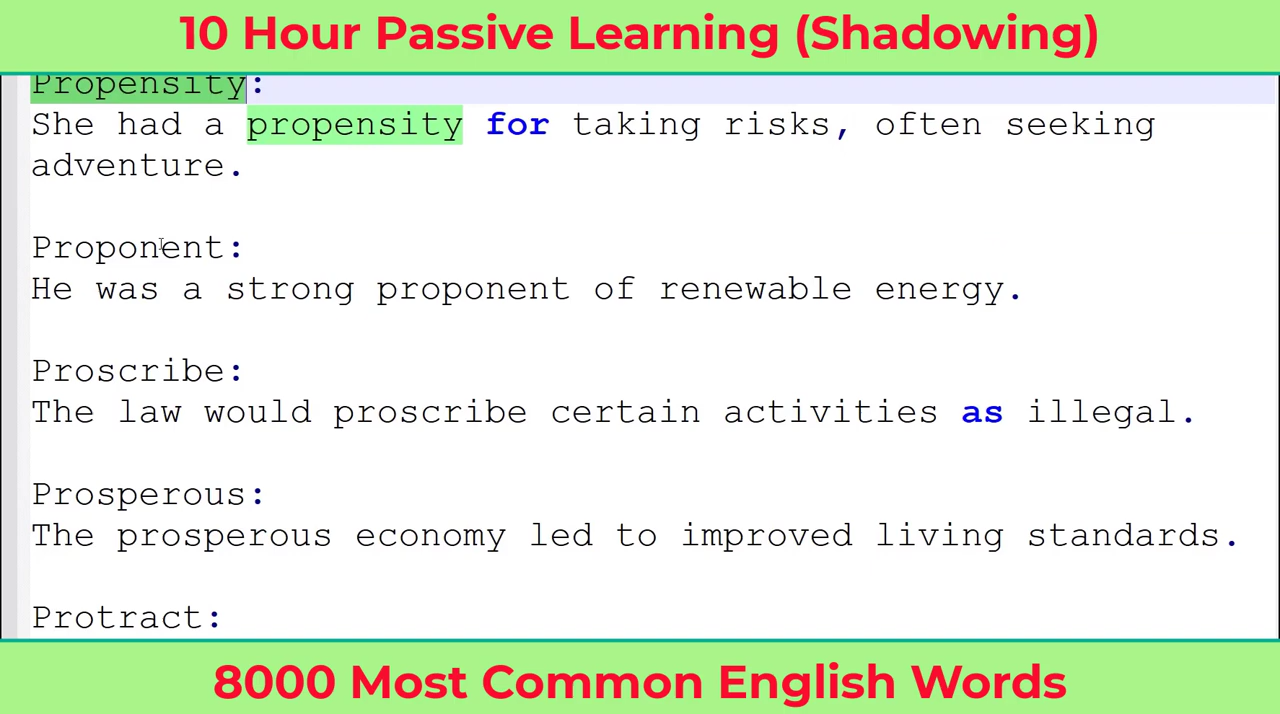 10 Hour Passive Learning (Shadowing)
Propensity:
She had a propensity for taking risks, often seeking
adventure.
Proponent:
He was a strong proponent of renewable energy.
Proscribe:
The law would proscribe certain activities as illegal.
Prosperous:
The prosperous economy led to improved living standards.
Protract:
8000 Most Common English Words